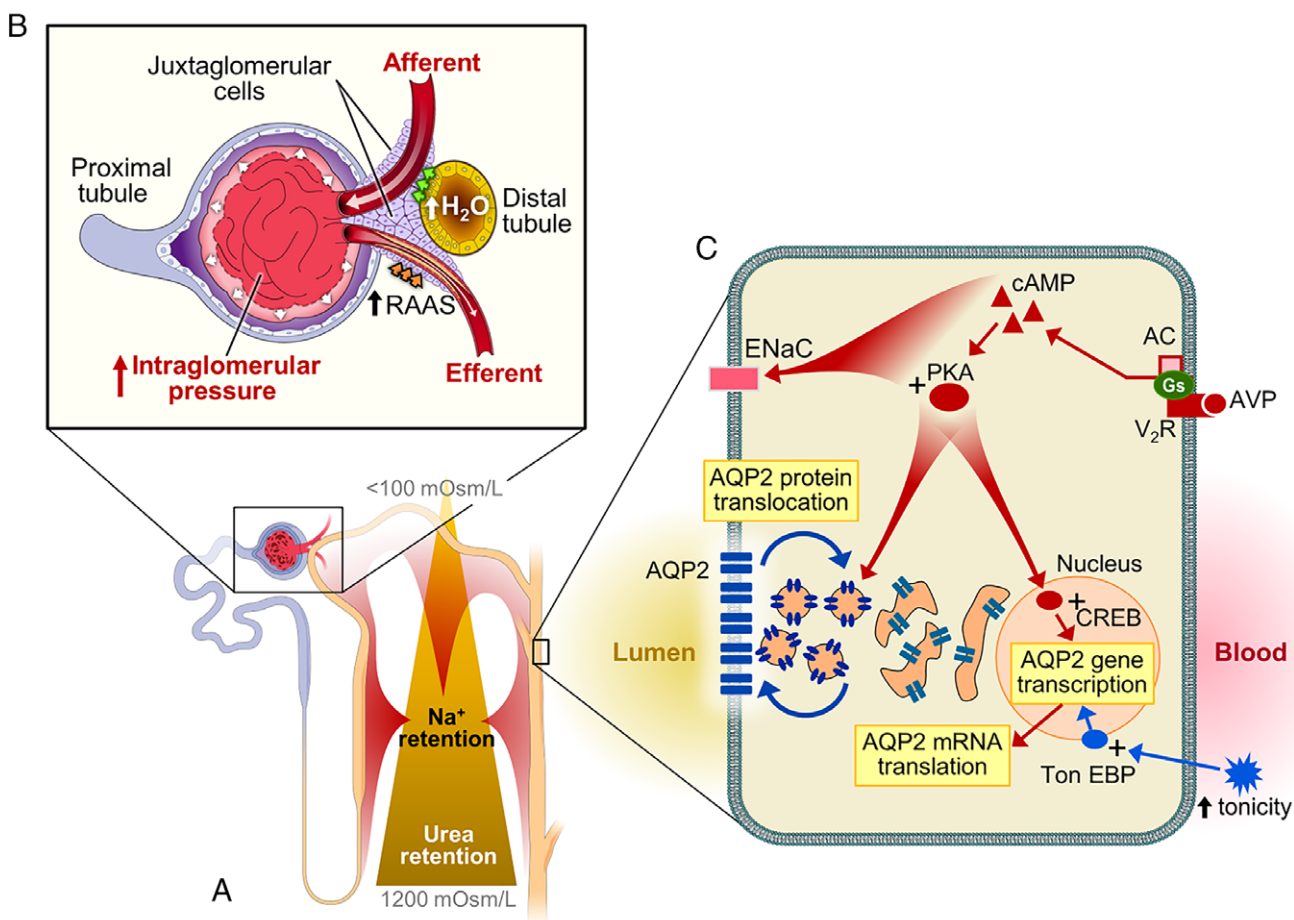 B
Juxtaglomerular
cells
Afferent
Proximal
tubule
H₂O
Distal
tubule
RAAS
Intraglomerular
pressure
Efferent
A
<100 mOsm/L
Na⁺
retention
Urea
retention
1200 mOsm/L
C
cAMP
ENaC
+
PKA
AC
Gs
AVP
V₂R
AQP2 protein
translocation
AQP2
Lumen
Nucleus
+
CREB
AQP2 gene
transcription
Blood
AQP2 mRNA
translation
+
Ton EBP
tonicity